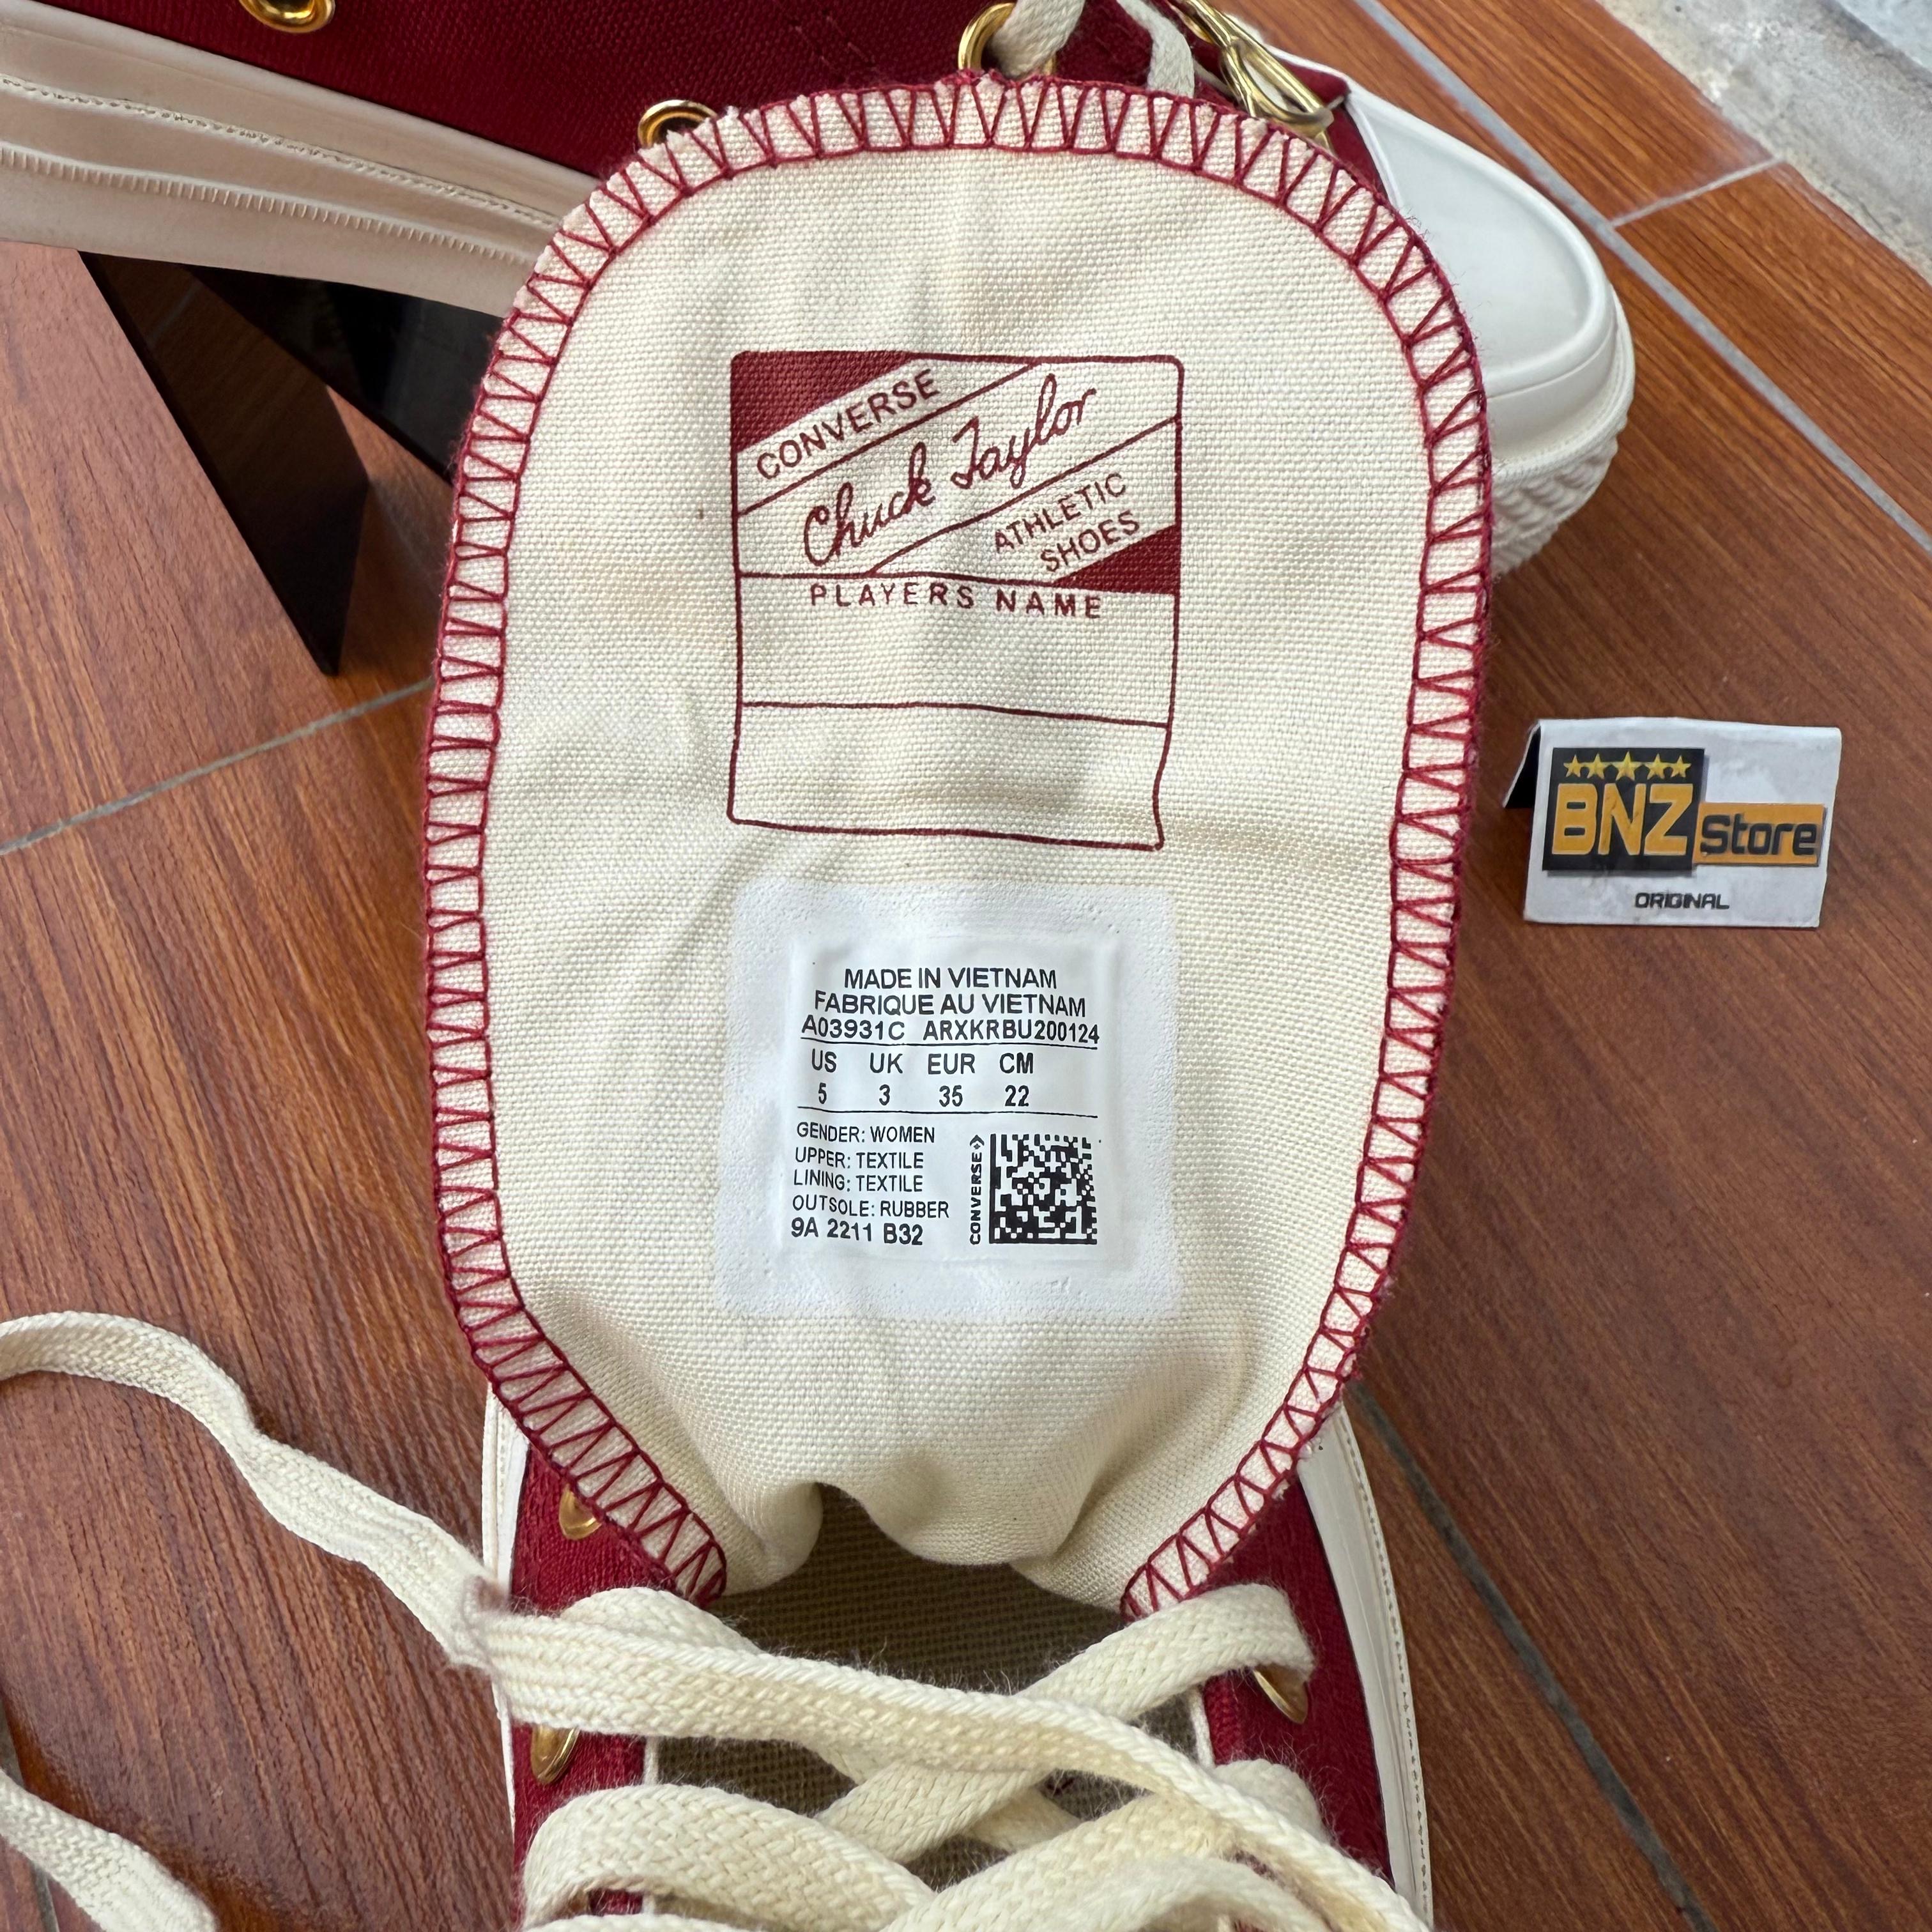 CONVERSE
Chuck Taylor
ATHLETIC
SHOES
PLAYERS NAME
MADE IN VIETNAM
FABRIQUE AU VIETNAM
A03931C ARXKRBU200124
US UK EUR CM
5 3 35 22
GENDER: WOMEN
UPPER: TEXTILE
LINING: TEXTILE
OUTSOLE: RUBBER
9A 2211 B32
CONVERSE
BNZ Store
ORIGINAL